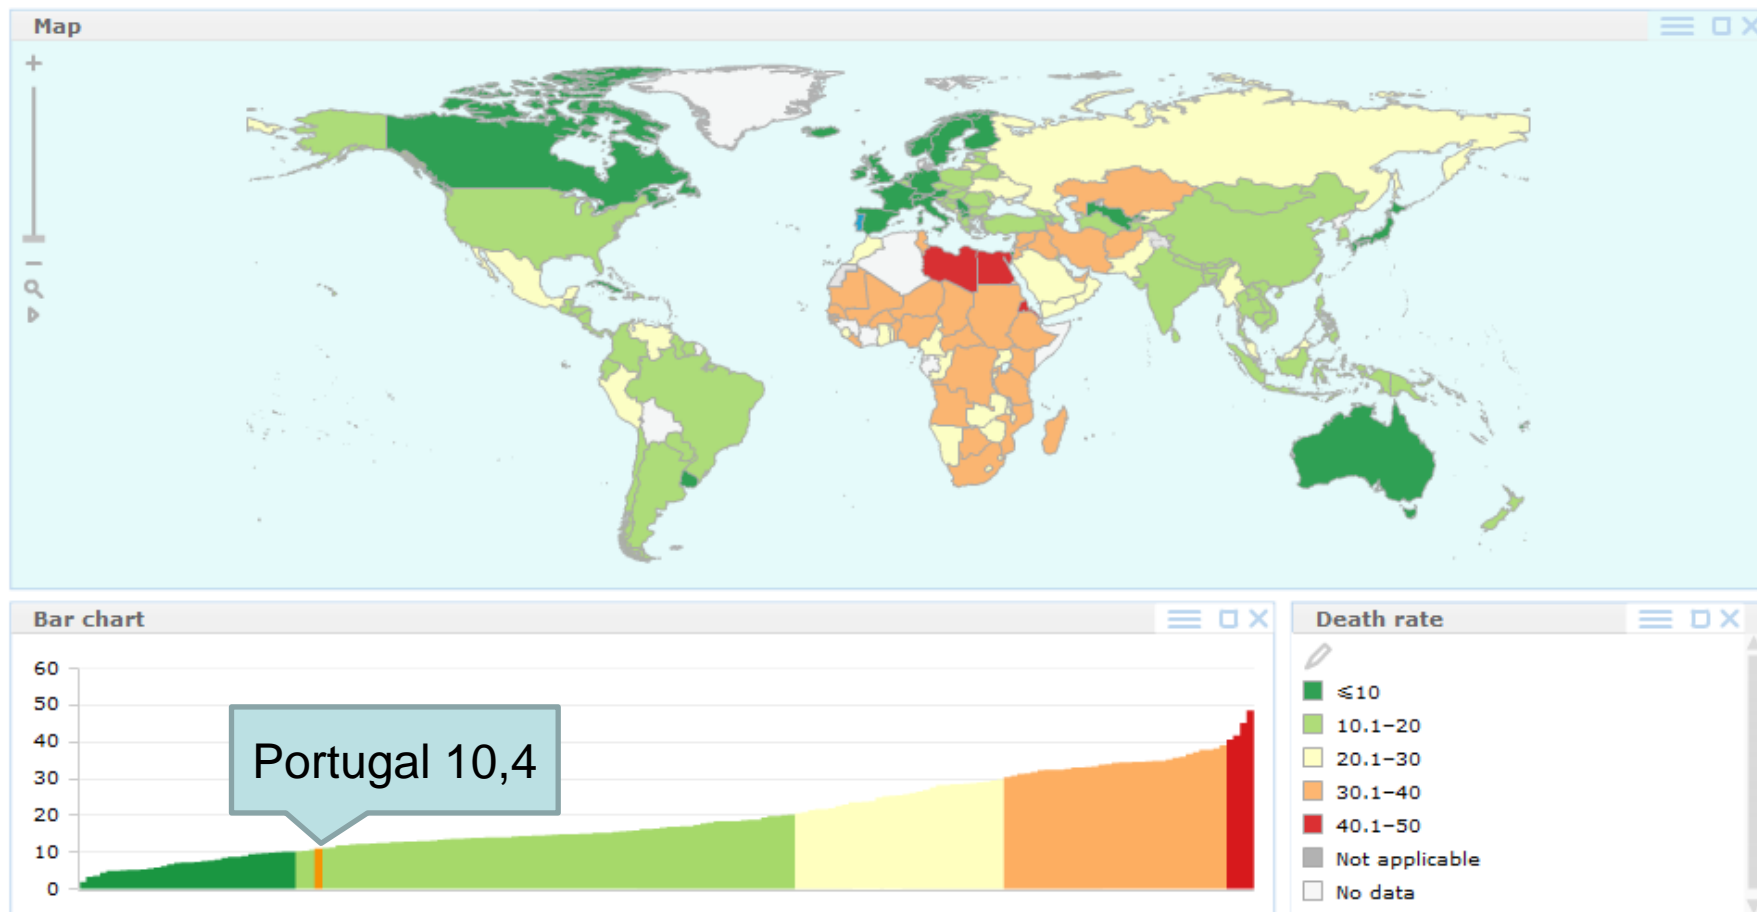 Map
Bar chart
60
50
40
30
20
10
0
Portugal 10,4
Death rate
≤10
10.1–20
20.1–30
30.1–40
40.1–50
Not applicable
No data